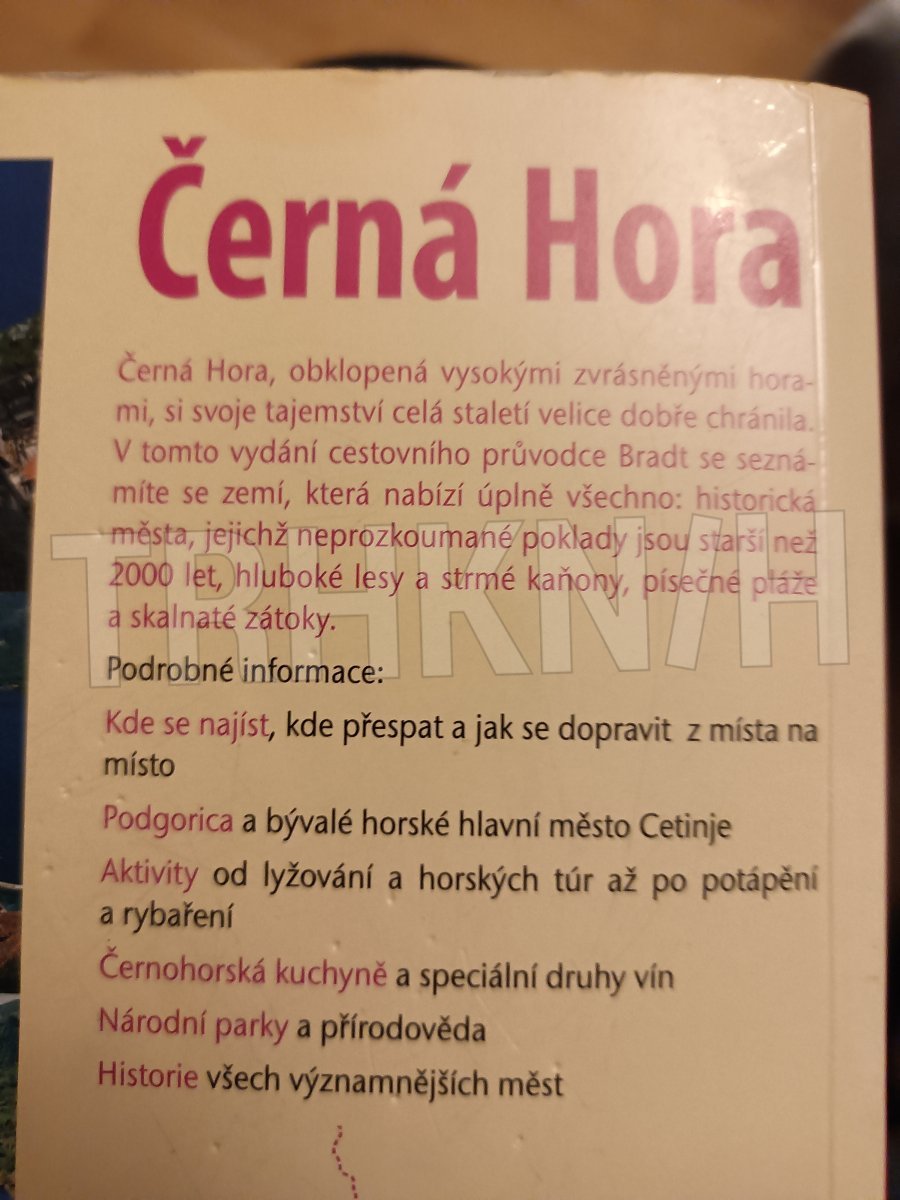 Černá Hora
Černá Hora, obklopená vysokými zvrásněnými hora-
mi, si svoje tajemství celá staletí velice dobře chránila.
V tomto vydání cestovního průvodce Bradt se sezná-
míte se zemí, která nabízí úplně všechno: historická
města, jejichž neprozkoumané poklady jsou starší než
2000 let, hluboké lesy a strmé kaňony, písečné pláže
a skalnaté zátoky.
TRHKN/H
Podrobné informace:
Kde se najíst, kde přespat a jak se dopravit z místa na
místo
Podgorica a bývalé horské hlavní město Cetinje
Aktivity od lyžování a horských túr až po potápění
a rybaření
Černohorská kuchyně a speciální druhy vín
Národní parky a přírodověda
Historie všech významnějších měst